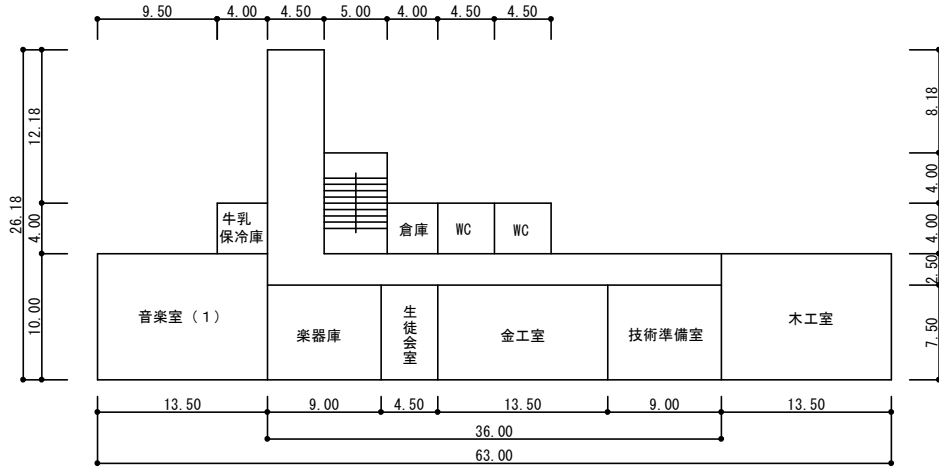 9.50 4.00 4.50 5.00 4.00 4.50 4.50
26.18
12.18
4.00
10.00
8.18
4.00
4.00
2.50
7.50
牛乳
保冷庫
倉庫
WC
WC
音楽室（１）
楽器庫
生徒会室
金工室
技術準備室
木工室
13.50 9.00 4.50 13.50 9.00 13.50
36.00
63.00